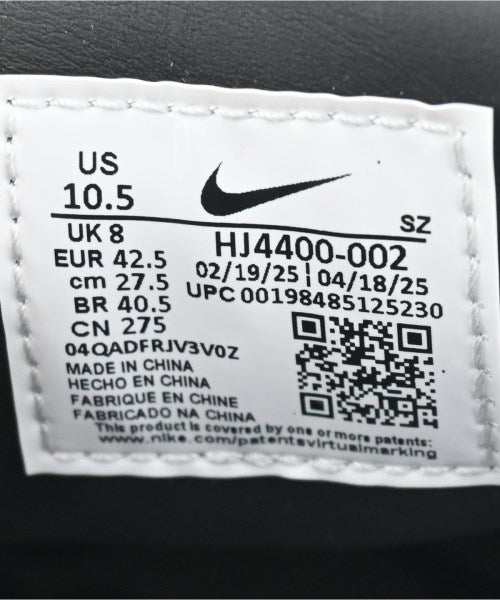 US
10.5
SZ
UK 8
EUR 42.5
cm 27.5
BR 40.5
CN 275
HJ4400-002
02/19/25 | 04/18/25
UPC 00198485125230
04QADFRJV3V0Z
MADE IN CHINA
HECHO EN CHINA
FABRIQUE EN CHINE
FABRICADO NA CHINA
This product is covered by one or more patents:
www.nike.com/patentsvirtualmarking